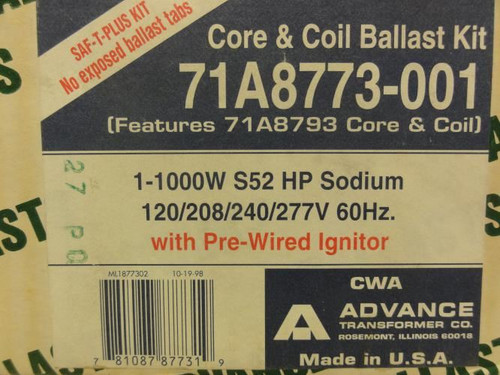 SAF-T-PLUS KIT
No exposed ballast tabs
Core & Coil Ballast Kit
71A8773-001
(Features 71A8793 Core & Coil)
27 PG
1-1000W S52 HP Sodium
120/208/240/277V 60Hz.
with Pre-Wired Ignitor
ML1877302 10-19-98
7 81087 87731 9
CWA
ADVANCE
TRANSFORMER CO.
ROSEMONT, ILLINOIS 60018
Made in U.S.A.